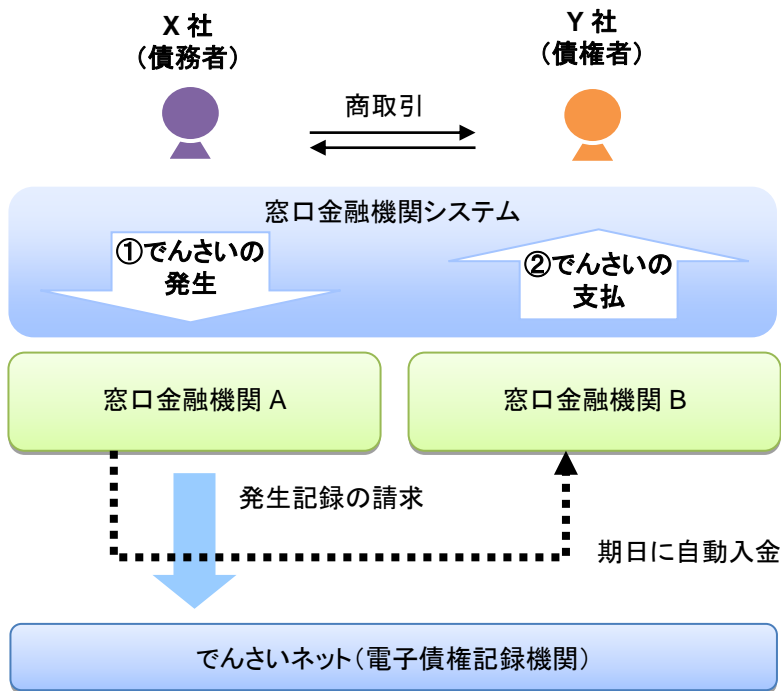 X 社
（債務者）
Y 社
（債権者）
商取引
窓口金融機関システム
①でんさいの
発生
②でんさいの
支払
窓口金融機関 A
窓口金融機関 B
発生記録の請求
期日に自動入金
でんさいネット（電子債権記録機関）